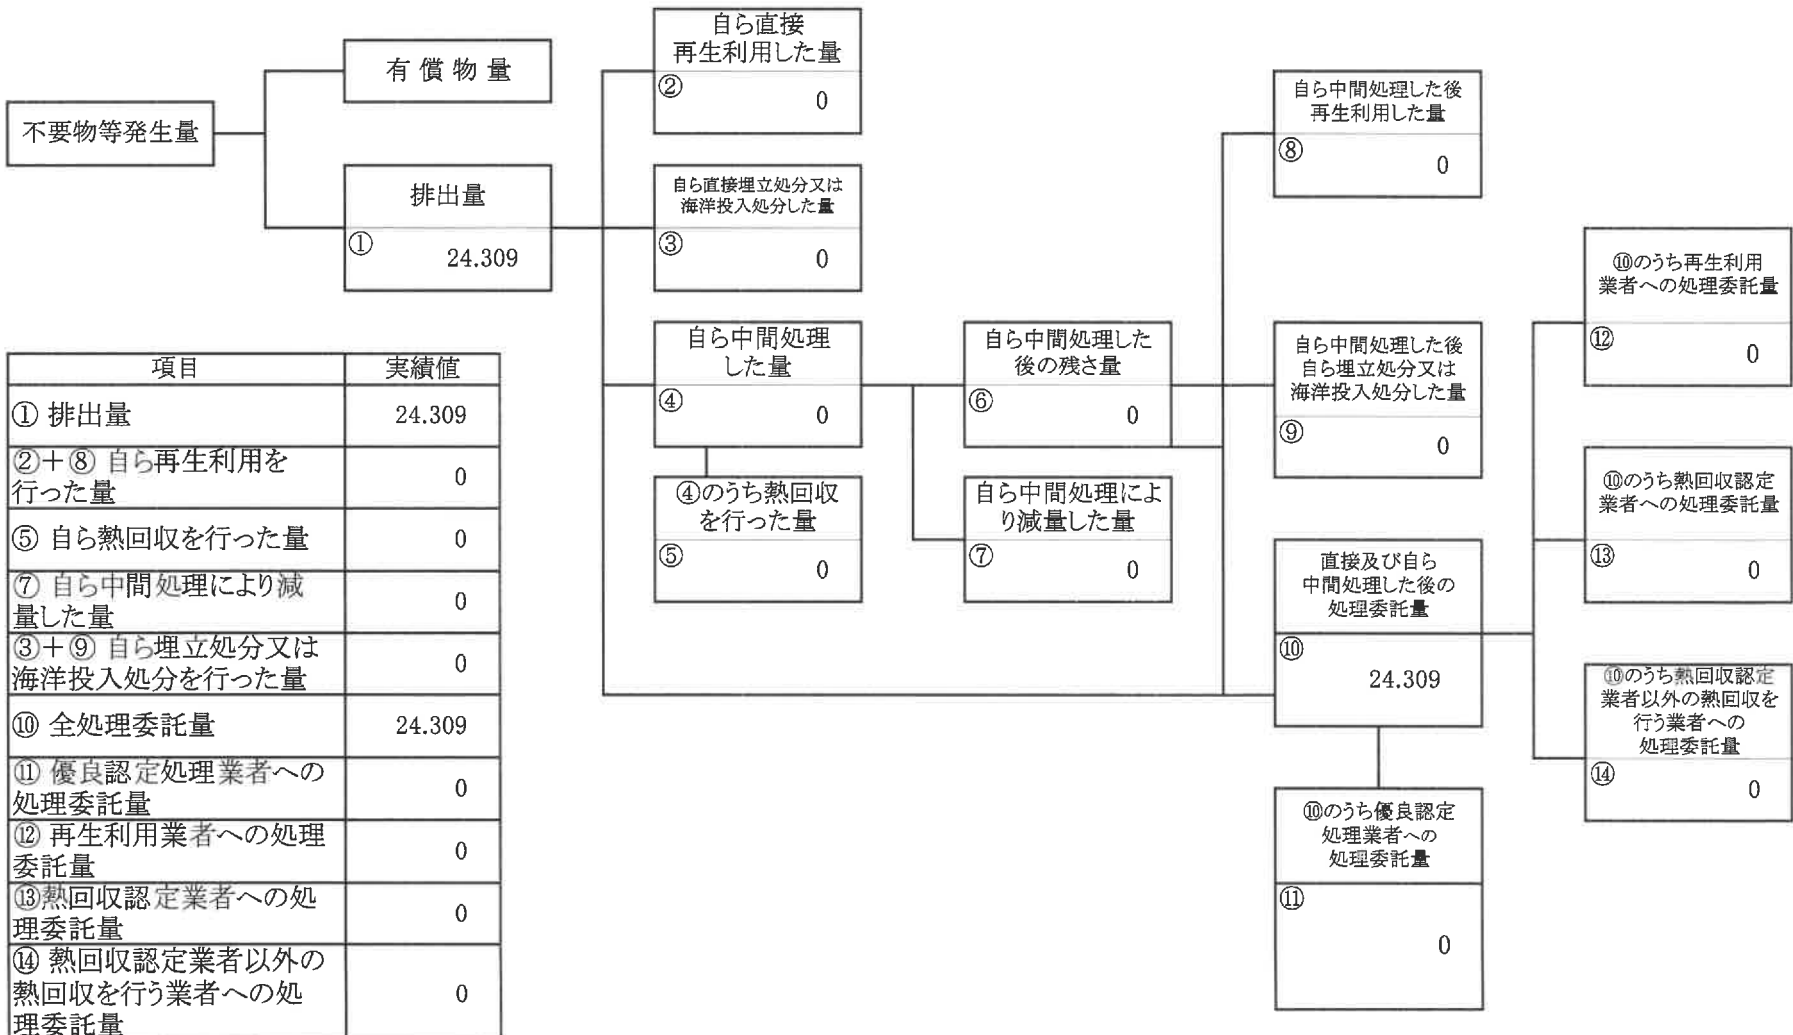 不要物等発生量
有償物量
排出量
①
24.309
自ら直接
再生利用した量
②
0
自ら直接埋立処分又は
海洋投入処分した量
③
0
自ら中間処理
した量
④
0
④のうち熱回収
を行った量
⑤
0
自ら中間処理した
後の残さ量
⑥
0
自ら中間処理によ
り減量した量
⑦
0
自ら中間処理した後
再生利用した量
⑧
0
自ら中間処理した後
自ら埋立処分又は
海洋投入処分した量
⑨
0
直接及び自ら
中間処理した後の
処理委託量
⑩
24.309
⑩のうち優良認定
処理業者への
処理委託量
⑪
0
⑩のうち再生利用
業者への処理委託量
⑫
0
⑩のうち熱回収認定
業者への処理委託量
⑬
0
⑩のうち熱回収認定
業者以外の熱回収を
行う業者への
処理委託量
⑭
0
項目 実績値
① 排出量 24.309
②+⑧ 自ら再生利用を
行った量 0
⑤ 自ら熱回収を行った量 0
⑦ 自ら中間処理により減
量した量 0
③+⑨ 自ら埋立処分又は
海洋投入処分を行った量 0
⑩ 全処理委託量 24.309
⑪ 優良認定処理業者への
処理委託量 0
⑫ 再生利用業者への処理
委託量 0
⑬熱回収認定業者への処
理委託量 0
⑭ 熱回収認定業者以外の
熱回収を行う業者への処
理委託量 0